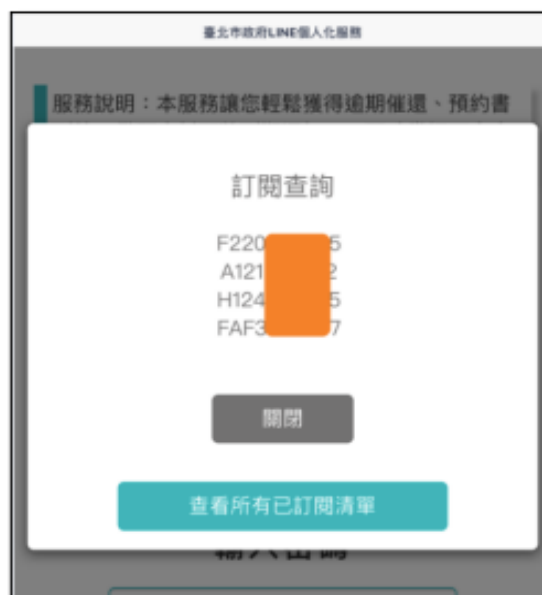 臺北市政府LINE個人化服務
服務說明：本服務讓您輕鬆獲得逾期催還、預約書
訂閱查詢
F220 5
A121 2
H124 5
FAF3 7
關閉
查看所有已訂閱清單